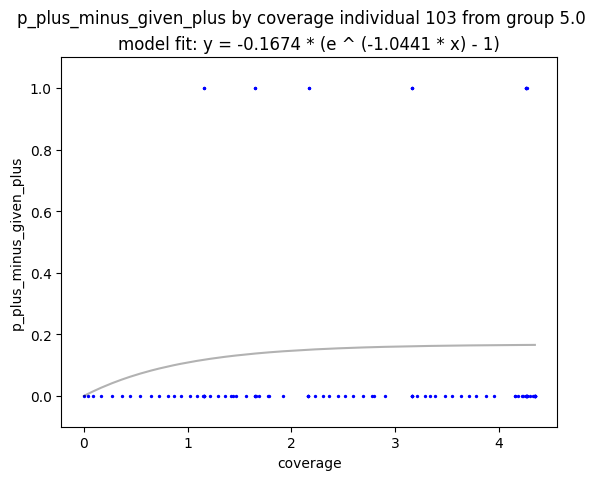 p_plus_minus_given_plus by coverage individual 103 from group 5.0
model fit: y = -0.1674 * (e ^ (-1.0441 * x) - 1)
p_plus_minus_given_plus
1.0
0.8
0.6
0.4
0.2
0.0
0 1 2 3 4
coverage